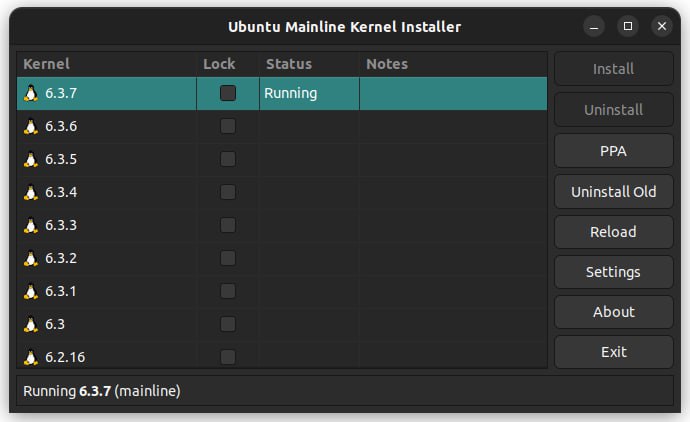 Ubuntu Mainline Kernel Installer
Kernel Lock Status Notes
6.3.7 Running
6.3.6
6.3.5
6.3.4
6.3.3
6.3.2
6.3.1
6.3
6.2.16
Install
Uninstall
PPA
Uninstall Old
Reload
Settings
About
Exit
Running 6.3.7 (mainline)